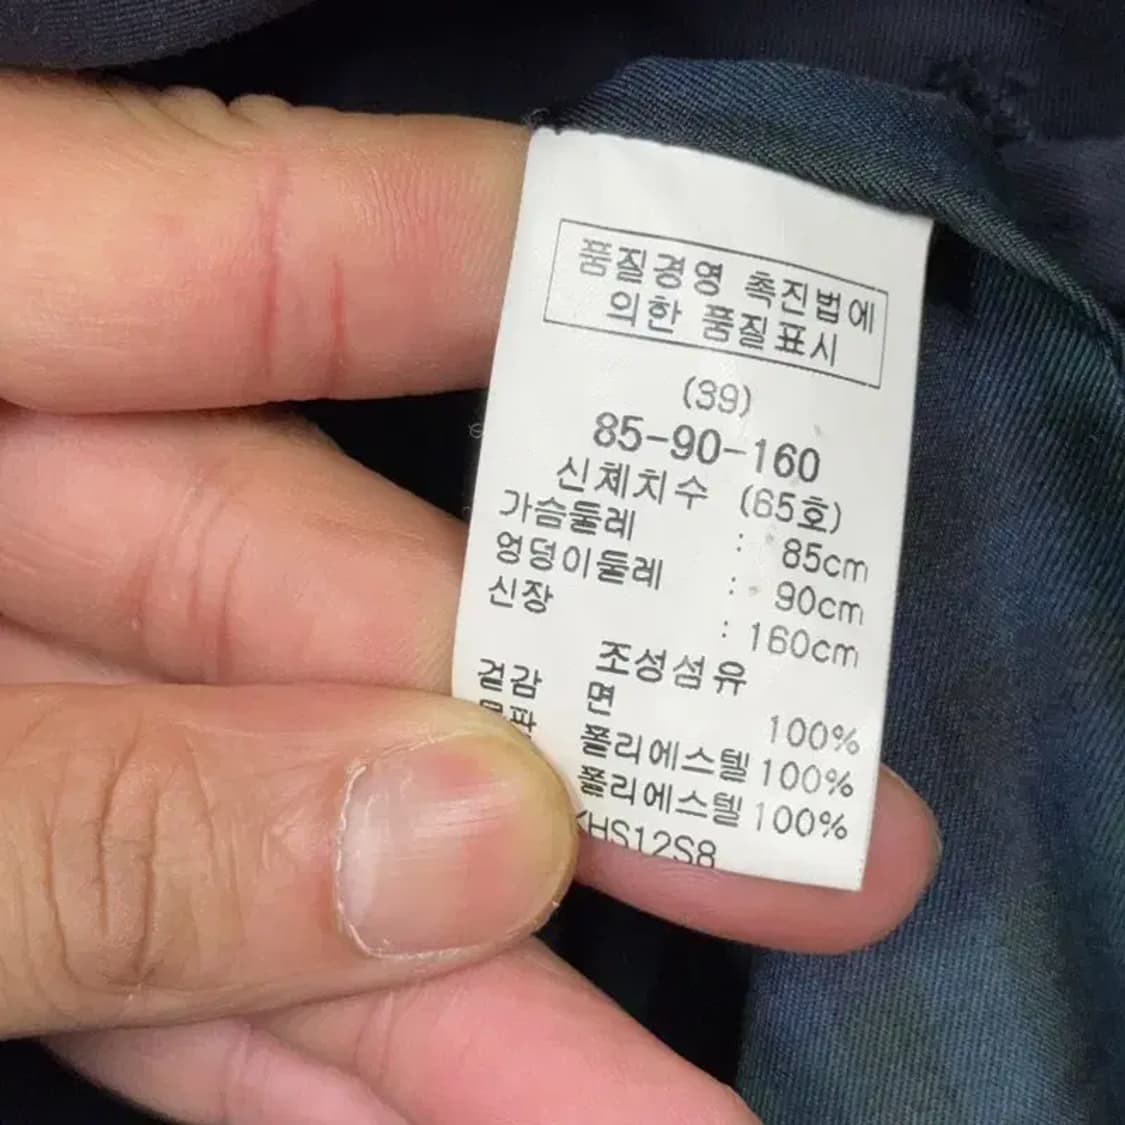 품질경영 촉진법에
의한 품질표시
(39)
85-90-160
신체치수 (65호)
가슴둘레 : 85cm
엉덩이둘레 : 90cm
신장 : 160cm
조성섬유
겉감 면 100%
폴리에스텔 100%
폴리에스텔 100%
KHS12S8